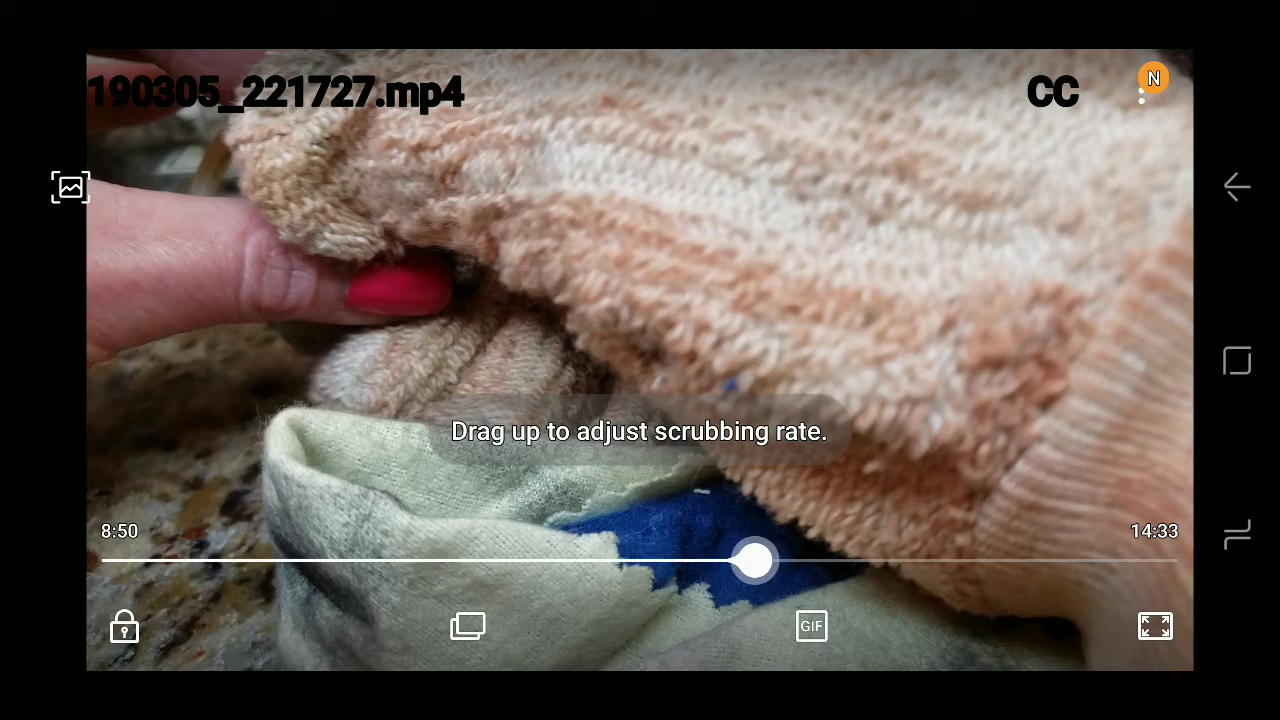 190305_221727.mp4
CC
N
Drag up to adjust scrubbing rate.
8:50
14:33
GIF